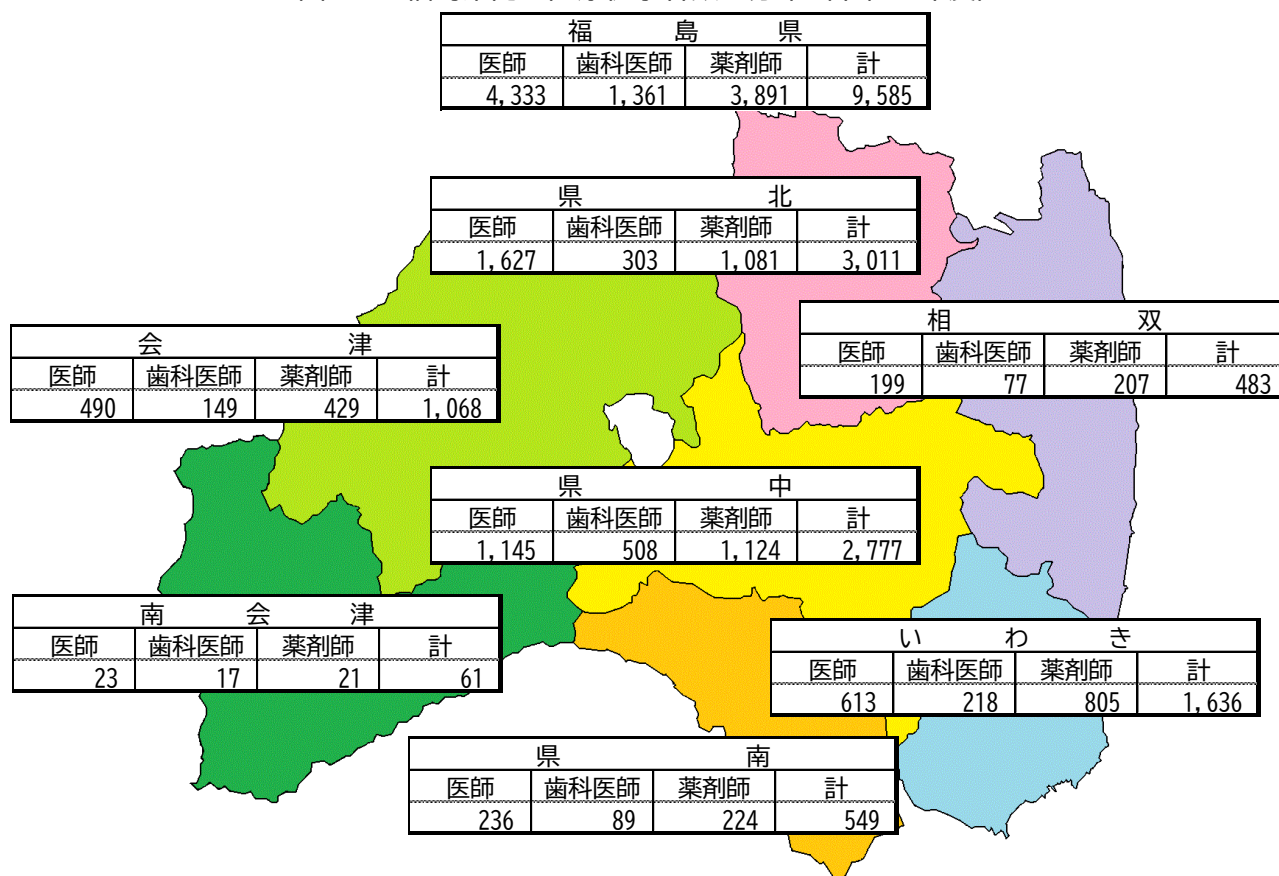 福島県
医師 歯科医師 薬剤師 計
4,333 1,361 3,891 9,585
県北
医師 歯科医師 薬剤師 計
1,627 303 1,081 3,011
相双
医師 歯科医師 薬剤師 計
199 77 207 483
会津
医師 歯科医師 薬剤師 計
490 149 429 1,068
県中
医師 歯科医師 薬剤師 計
1,145 508 1,124 2,777
南会津
医師 歯科医師 薬剤師 計
23 17 21 61
いわき
医師 歯科医師 薬剤師 計
613 218 805 1,636
県南
医師 歯科医師 薬剤師 計
236 89 224 549